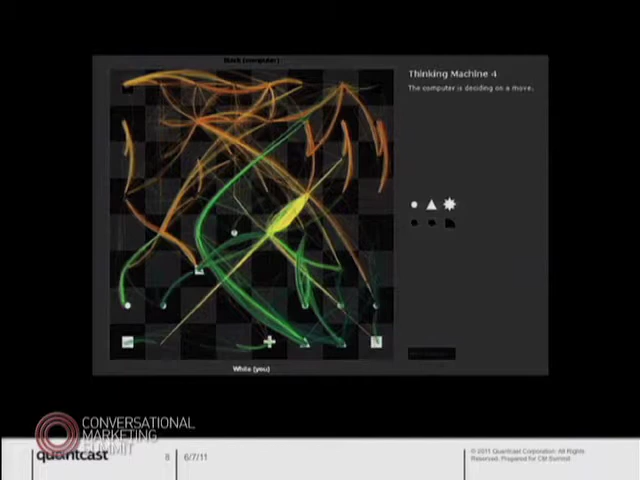 Black (computer)
Thinking Machine 4
The computer is deciding on a move.
White (you)
CONVERSATIONAL
MARKETING
SUMMIT
quantcast
8
6/7/11
© 2011 Quantcast Corporation. All Rights
Reserved. Prepared for CM Summit